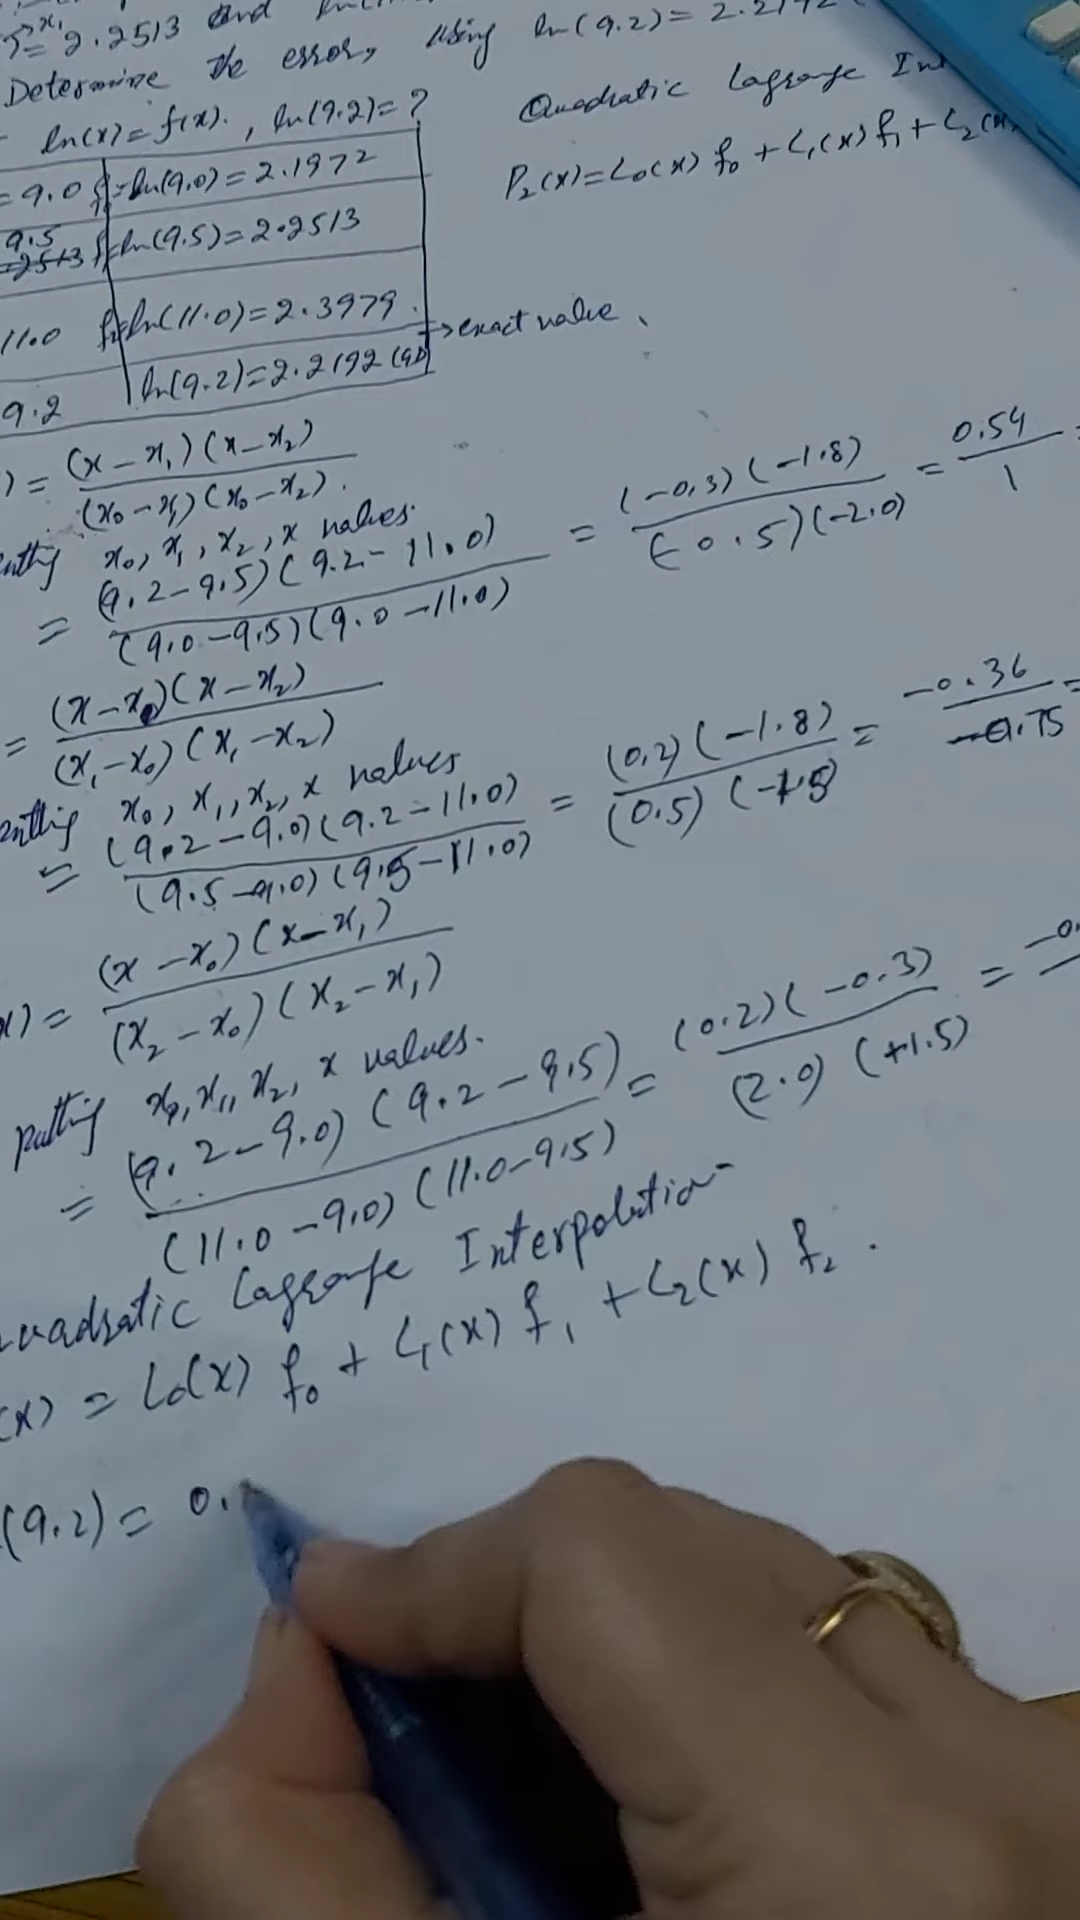 x₁ = 2.2513 and
Determine the error, using ln(9.2) = 2.2192
ln(x) = f(x). , ln(9.2) = ?
Quadratic Lagrange
P₂(x) = L₀(x) f₀ + L₁(x) f₁ + L₂(x)
= 9.0 f₀ = ln(9.0) = 2.1972
9.5
f₁ = ln(9.5) = 2.2513
11.0 f₂ = ln(11.0) = 2.3979 .
→ exact value .
9.2 ln(9.2) = 2.2192 (9D)
) = (x - x₁) (x - x₂) / (x₀ - x₁) (x₀ - x₂) .
x₀, x₁, x₂, x values.
= (9.2 - 9.5) (9.2 - 11.0) / (9.0 - 9.5) (9.0 - 11.0) = (-0.3) (-1.8) / (-0.5) (-2.0) = 0.54 / 1 =
= (x - x₀) (x - x₂) / (x₁ - x₀) (x₁ - x₂)
x₀, x₁, x₂, x values
= (9.2 - 9.0) (9.2 - 11.0) / (9.5 - 9.0) (9.5 - 11.0) = (0.2) (-1.8) / (0.5) (-1.5) = -0.36 / -0.75 =
x) = (x - x₀) (x - x₁) / (x₂ - x₀) (x₂ - x₁)
putting x₀, x₁, x₂, x values.
= (9.2 - 9.0) (9.2 - 9.5) / (11.0 - 9.0) (11.0 - 9.5) = (0.2) (-0.3) / (2.0) (+1.5) = -0.
uadratic Lagrange Interpolation
(x) = L₀(x) f₀ + L₁(x) f₁ + L₂(x) f₂ .
(9.2) = 0.